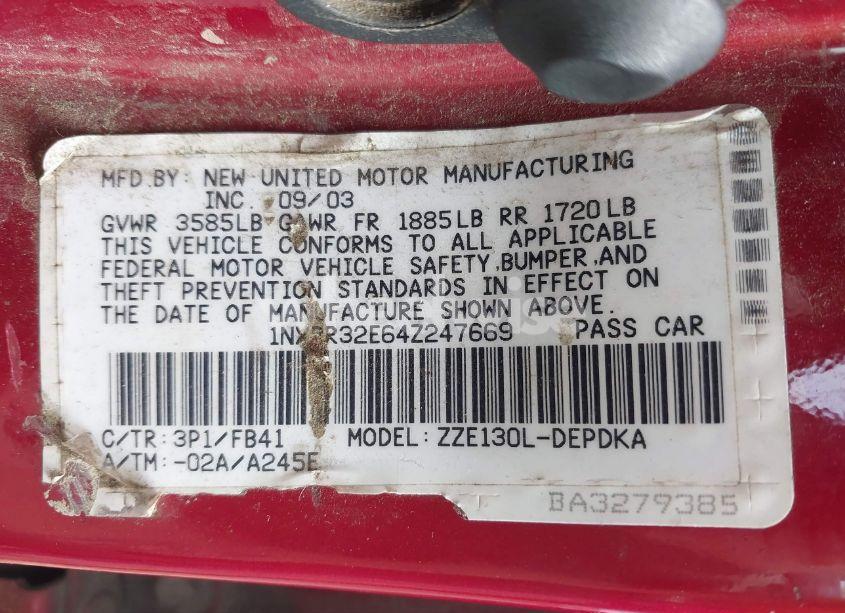 MFD.BY: NEW UNITED MOTOR MANUFACTURING
INC. 09/03
GVWR 3585LB GAWR FR 1885LB RR 1720LB
THIS VEHICLE CONFORMS TO ALL APPLICABLE
FEDERAL MOTOR VEHICLE SAFETY,BUMPER,AND
THEFT PREVENTION STANDARDS IN EFFECT ON
THE DATE OF MANUFACTURE SHOWN ABOVE.
PASS CAR
C/TR: 3P1/FB41 MODEL: ZZE130L-DEPDKA
A/TM: -02A/A245E
BA3279385